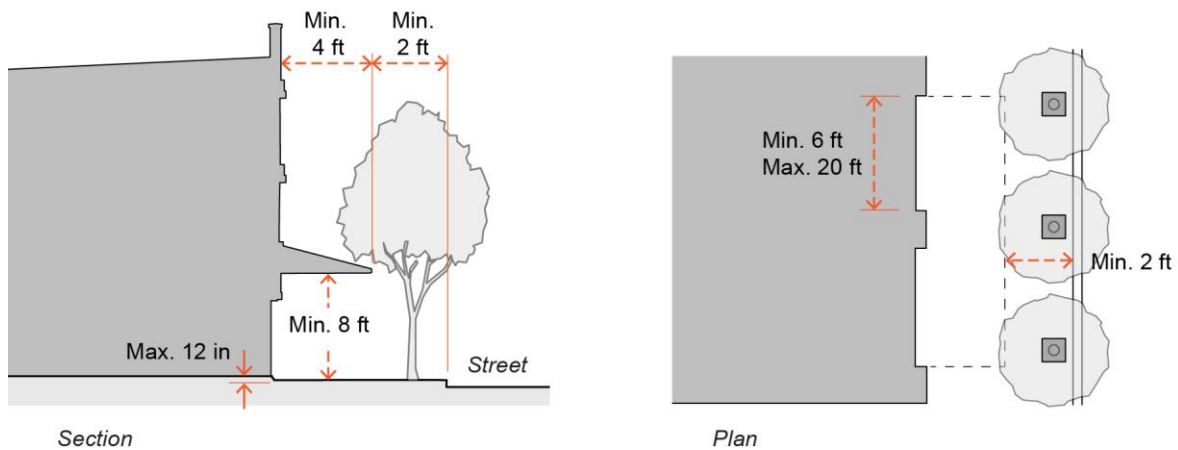 Min.
4 ft
Min.
2 ft
Min. 8 ft
Max. 12 in
Street
Section
Min. 6 ft
Max. 20 ft
Min. 2 ft
Plan